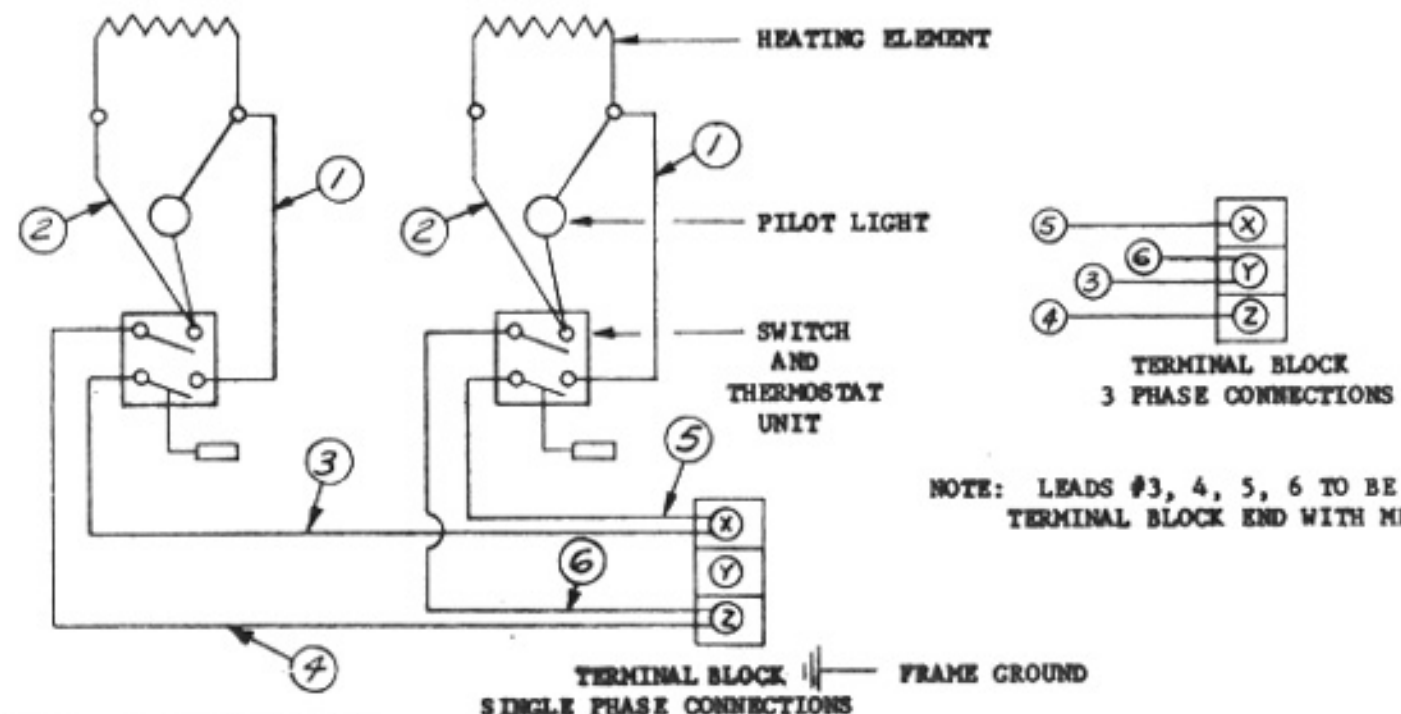 HEATING ELEMENT
1
1
2
2
PILOT LIGHT
5
X
6
Y
3
4
Z
SWITCH
AND
THERMOSTAT
UNIT
TERMINAL BLOCK
3 PHASE CONNECTIONS
3
5
NOTE: LEADS #3, 4, 5, 6 TO BE
TERMINAL BLOCK END WITH
X
6
Y
Z
4
TERMINAL BLOCK
FRAME GROUND
SINGLE PHASE CONNECTIONS